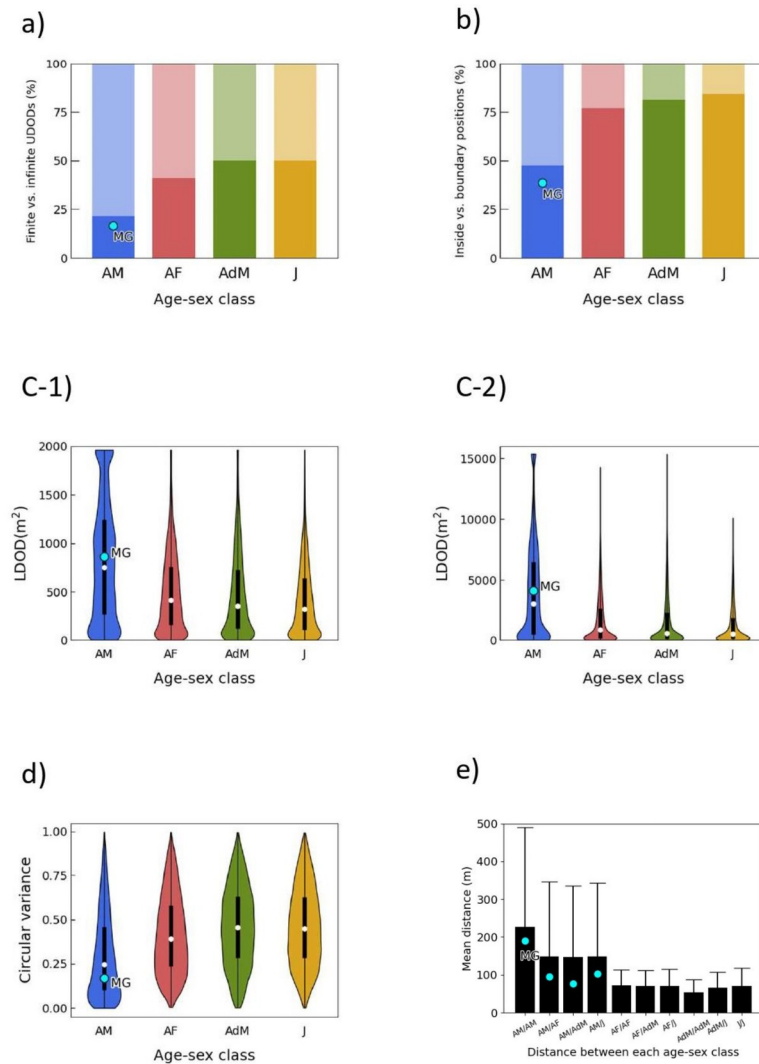 a)
Finite vs. infinite UDODs (%)
100
75
50
25
0
MG
AM AF AdM J
Age-sex class
b)
Inside vs. boundary positions (%)
100
75
50
25
0
MG
AM AF AdM J
Age-sex class
C-1)
LDOD(m²)
2000
1500
1000
500
0
MG
AM AF AdM J
Age-sex class
C-2)
LDOD(m²)
15000
10000
5000
0
MG
AM AF AdM J
Age-sex class
d)
Circular variance
1.00
0.75
0.50
0.25
0.00
MG
AM AF AdM J
Age-sex class
e)
Mean distance (m)
500
400
300
200
100
0
MG
AM/AM AM/AF AM/AdM AM/J AF/AF AF/AdM AF/J AdM/AdM AdM/J J/J
Distance between each age-sex class